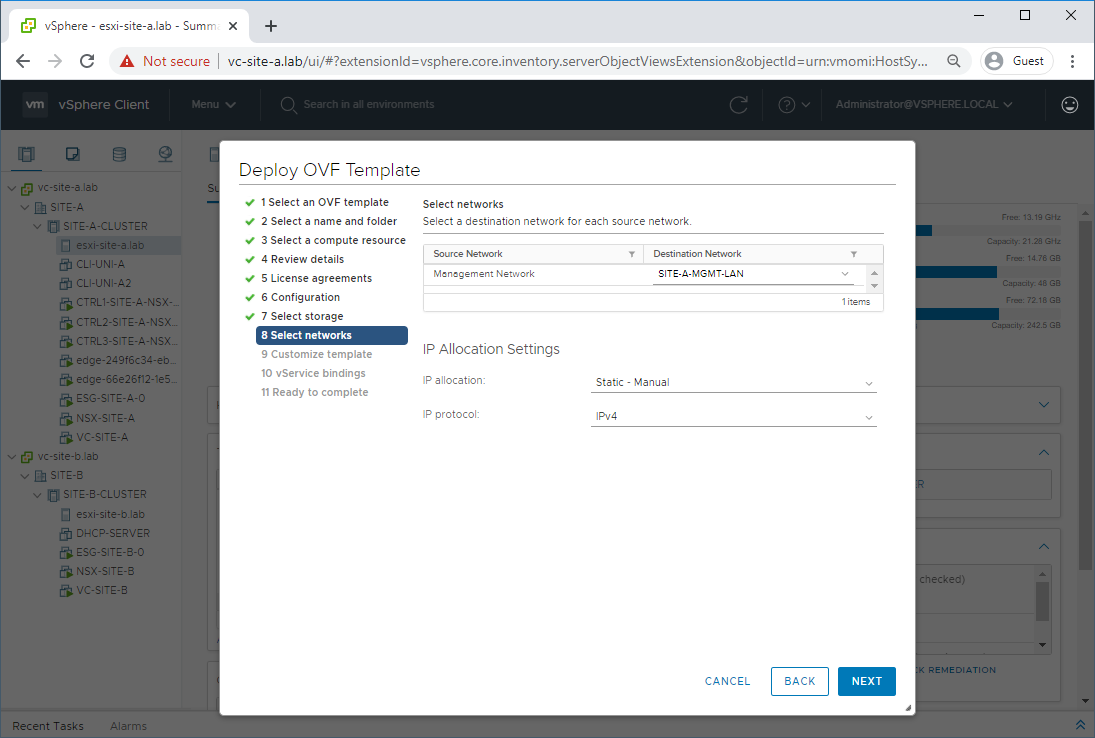 vSphere - esxi-site-a.lab - Summa
Not secure
vc-site-a.lab/ui/#?extensionId=vsphere.core.inventory.serverObjectViewsExtension&objectId=urn:vmomi:HostSy...
Guest
vm vSphere Client
Menu
Search in all environments
Administrator@VSPHERE.LOCAL
vc-site-a.lab
SITE-A
SITE-A-CLUSTER
esxi-site-a.lab
CLI-UNI-A
CLI-UNI-A2
CTRL1-SITE-A-NSX-...
CTRL2-SITE-A-NSX...
CTRL3-SITE-A-NSX...
edge-249f6c34-eb...
edge-66e26f12-1e5...
ESG-SITE-A-0
NSX-SITE-A
VC-SITE-A
vc-site-b.lab
SITE-B
SITE-B-CLUSTER
esxi-site-b.lab
DHCP-SERVER
ESG-SITE-B-0
NSX-SITE-B
VC-SITE-B
Deploy OVF Template
1 Select an OVF template
2 Select a name and folder
3 Select a compute resource
4 Review details
5 License agreements
6 Configuration
7 Select storage
8 Select networks
9 Customize template
10 vService bindings
11 Ready to complete
Select networks
Select a destination network for each source network.
Source Network
Destination Network
Management Network
SITE-A-MGMT-LAN
1 items
IP Allocation Settings
IP allocation:
Static - Manual
IP protocol:
IPv4
CANCEL
BACK
NEXT
Free: 13.19 GHz
Capacity: 21.28 GHz
Free: 14.76 GB
Capacity: 48 GB
Free: 72.18 GB
Capacity: 242.5 GB
checked)
REMEDIATION
Recent Tasks
Alarms